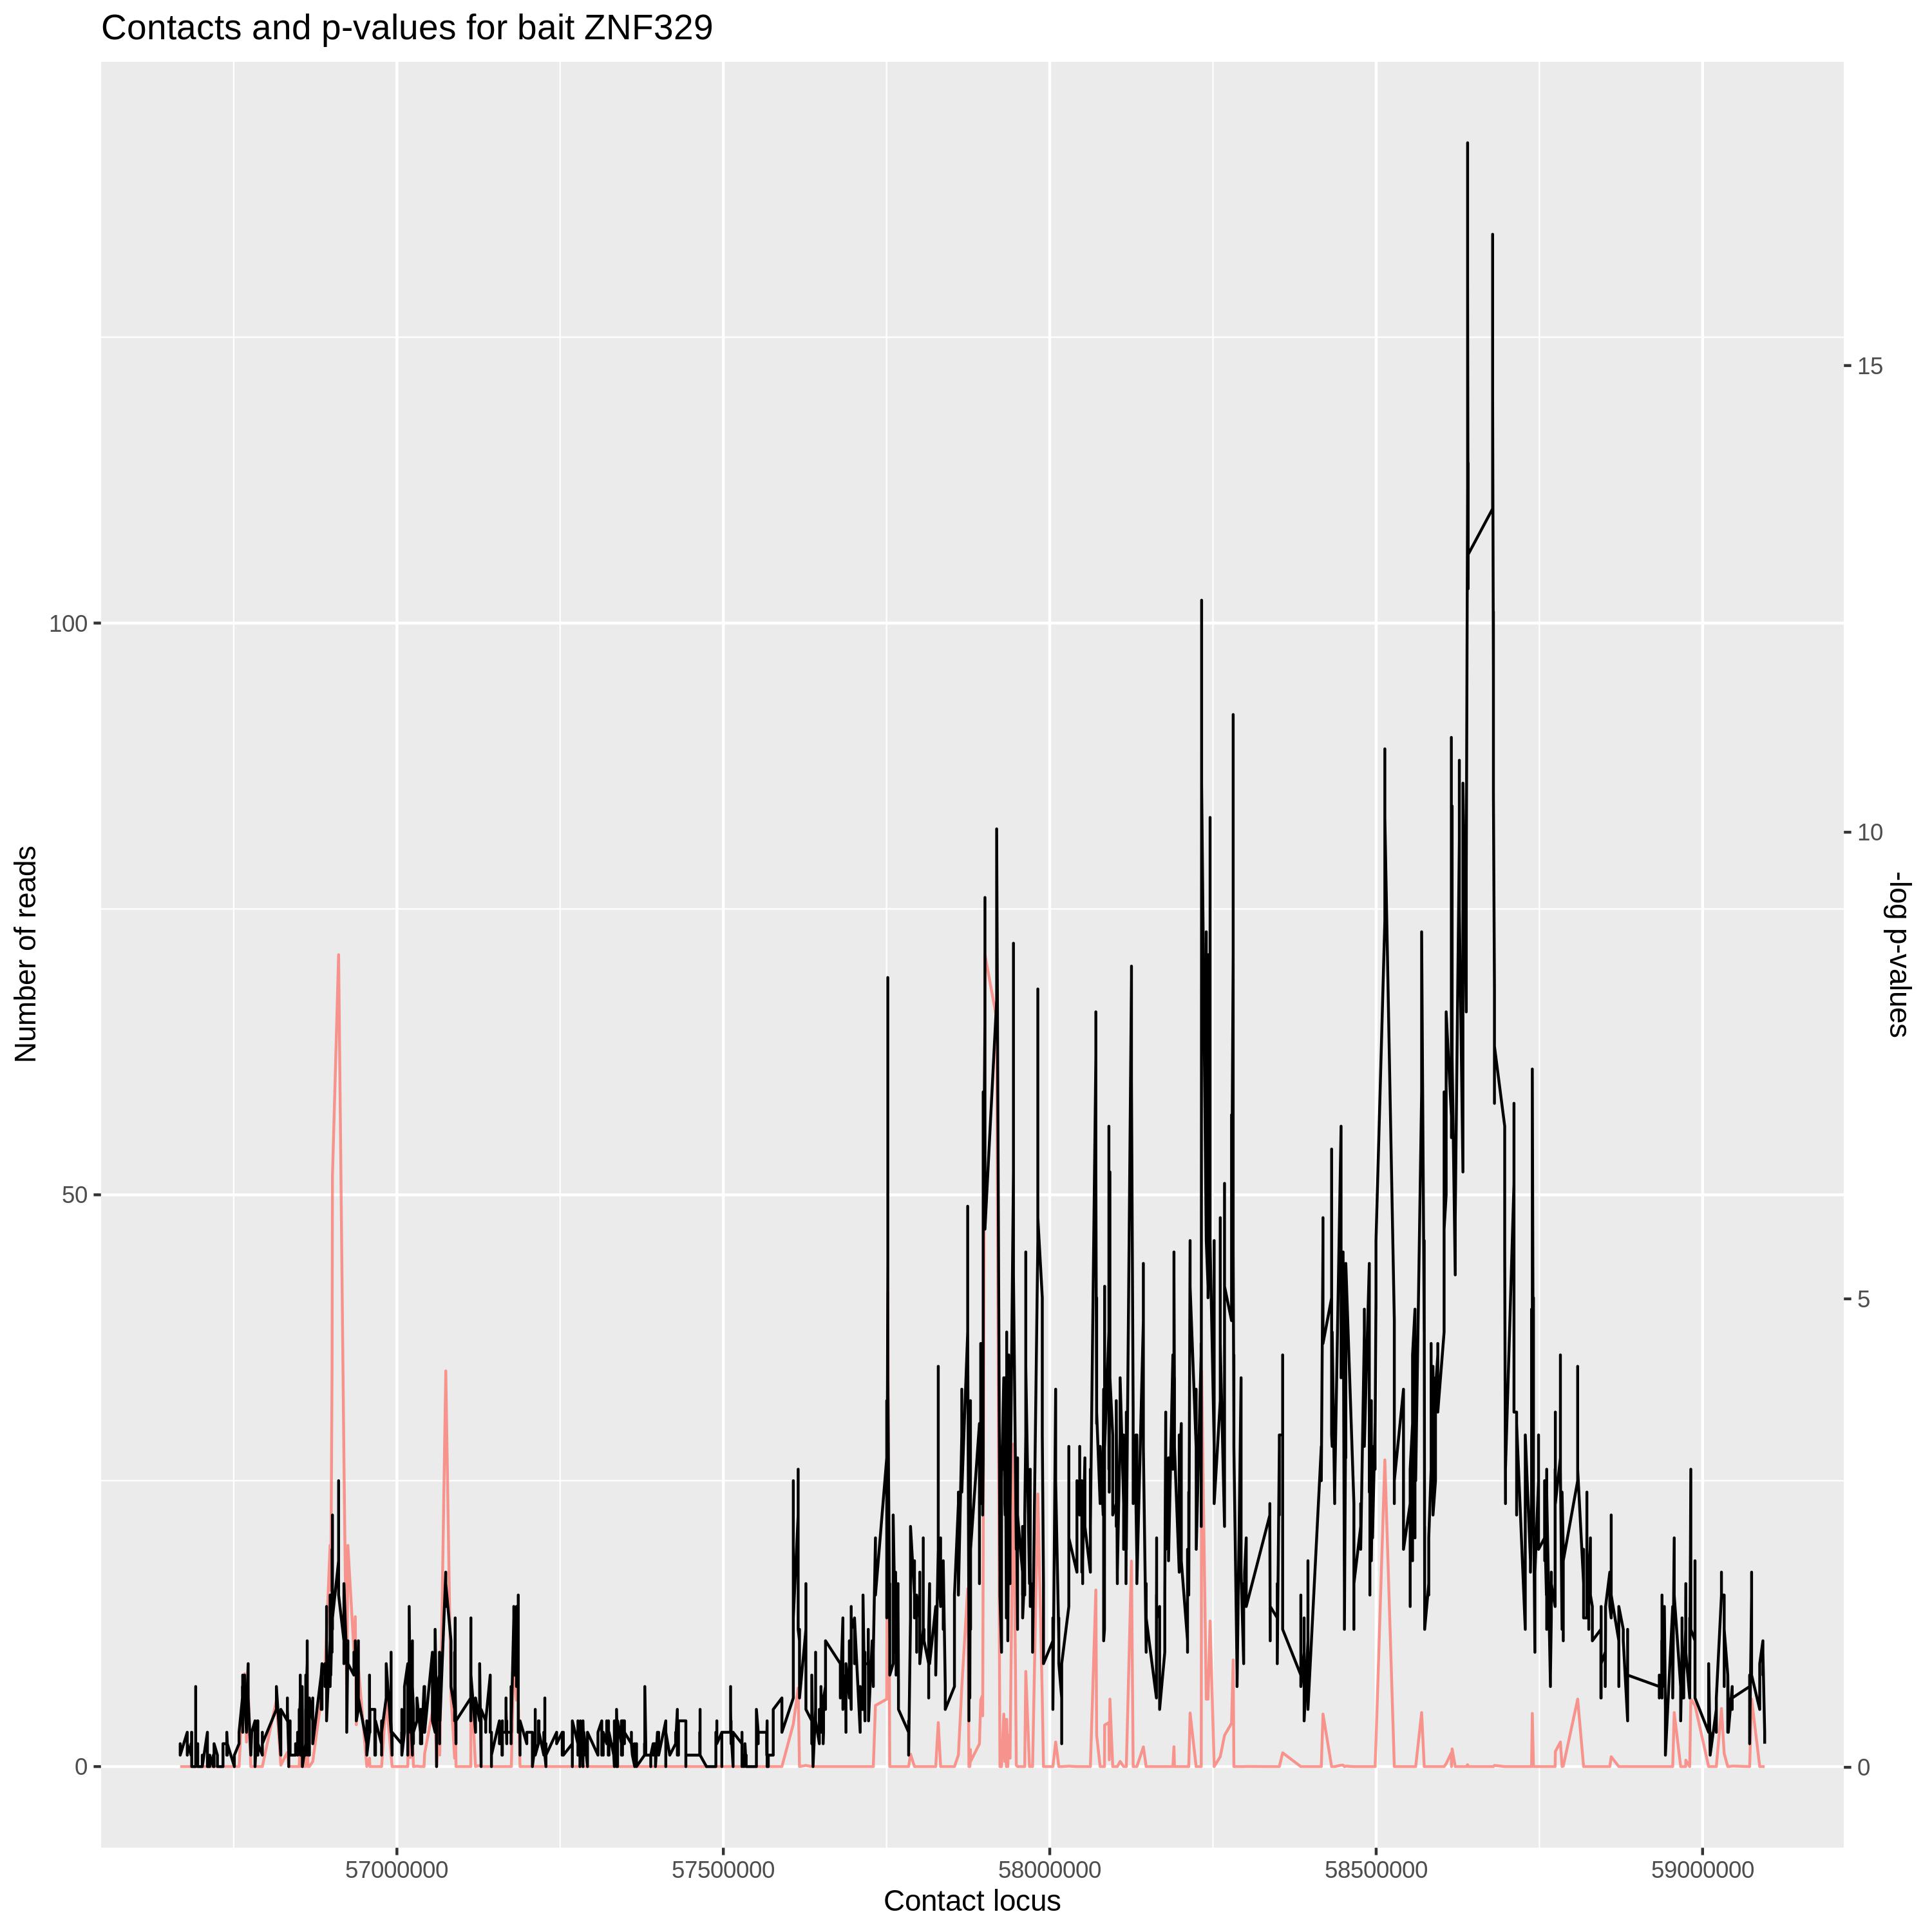 Contacts and p-values for bait ZNF329
Number of reads
100
50
0
15
10
5
0
-log p-values
57000000 57500000 58000000 58500000 59000000
Contact locus